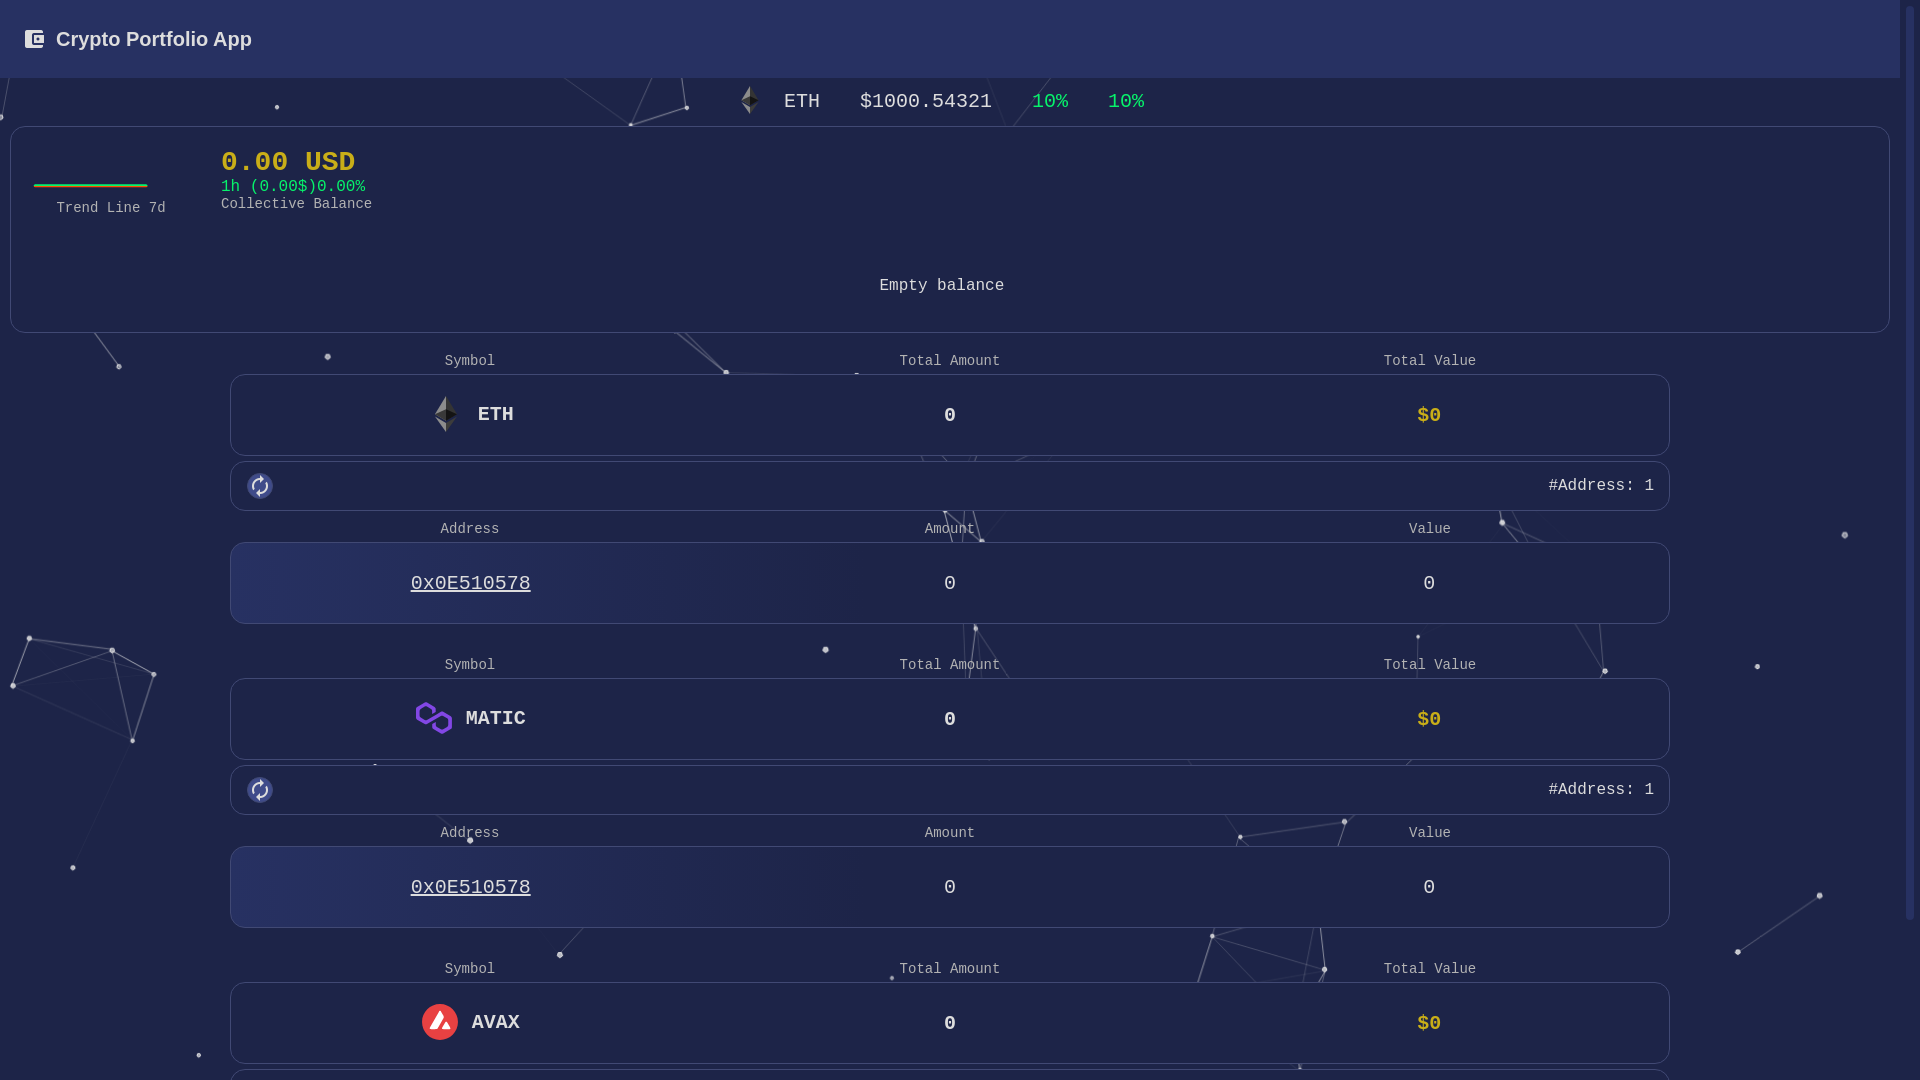 Crypto Portfolio App
ETH $1000.54321 10% 10%
0.00 USD
1h (0.00$)0.00%
Collective Balance
Trend Line 7d
Empty balance
Symbol Total Amount Total Value
ETH 0 $0
#Address: 1
Address Amount Value
0x0E510578 0 0
Symbol Total Amount Total Value
MATIC 0 $0
#Address: 1
Address Amount Value
0x0E510578 0 0
Symbol Total Amount Total Value
AVAX 0 $0